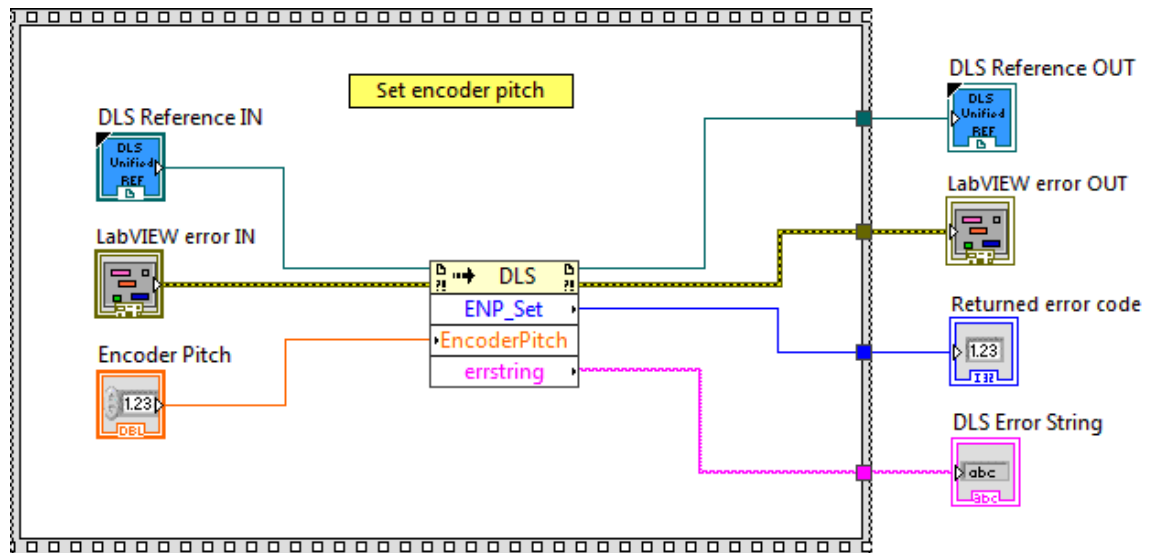 Set encoder pitch
DLS Reference IN
DLS
Unified
REF
LabVIEW error IN
Encoder Pitch
1.23
DBL
DLS
ENP_Set
EncoderPitch
errstring
DLS Reference OUT
DLS
Unified
REF
LabVIEW error OUT
Returned error code
1.23
I32
DLS Error String
abc
abc